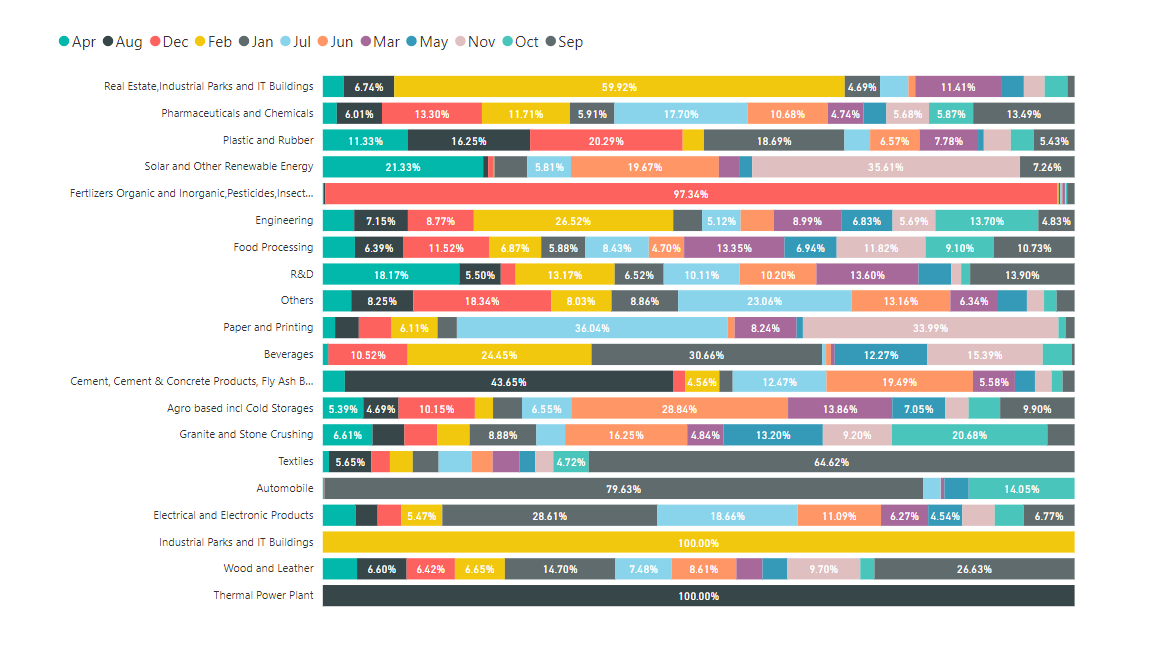 Apr Aug Dec Feb Jan Jul Jun Mar May Nov Oct Sep
Real Estate,Industrial Parks and IT Buildings 6.74% 59.92% 4.69% 11.41%
Pharmaceuticals and Chemicals 6.01% 13.30% 11.71% 5.91% 17.70% 10.68% 4.74% 5.68% 5.87% 13.49%
Plastic and Rubber 11.33% 16.25% 20.29% 18.69% 6.57% 7.78% 5.43%
Solar and Other Renewable Energy 21.33% 5.81% 19.67% 35.61% 7.26%
Fertlizers Organic and Inorganic,Pesticides,Insect... 97.34%
Engineering 7.15% 8.77% 26.52% 5.12% 8.99% 6.83% 5.69% 13.70% 4.83%
Food Processing 6.39% 11.52% 6.87% 5.88% 8.43% 4.70% 13.35% 6.94% 11.82% 9.10% 10.73%
R&D 18.17% 5.50% 13.17% 6.52% 10.11% 10.20% 13.60% 13.90%
Others 8.25% 18.34% 8.03% 8.86% 23.06% 13.16% 6.34%
Paper and Printing 6.11% 36.04% 8.24% 33.99%
Beverages 10.52% 24.45% 30.66% 12.27% 15.39%
Cement, Cement & Concrete Products, Fly Ash B... 43.65% 4.56% 12.47% 19.49% 5.58%
Agro based incl Cold Storages 5.39% 4.69% 10.15% 6.55% 28.84% 13.86% 7.05% 9.90%
Granite and Stone Crushing 6.61% 8.88% 16.25% 4.84% 13.20% 9.20% 20.68%
Textiles 5.65% 4.72% 64.62%
Automobile 79.63% 14.05%
Electrical and Electronic Products 5.47% 28.61% 18.66% 11.09% 6.27% 4.54% 6.77%
Industrial Parks and IT Buildings 100.00%
Wood and Leather 6.60% 6.42% 6.65% 14.70% 7.48% 8.61% 9.70% 26.63%
Thermal Power Plant 100.00%